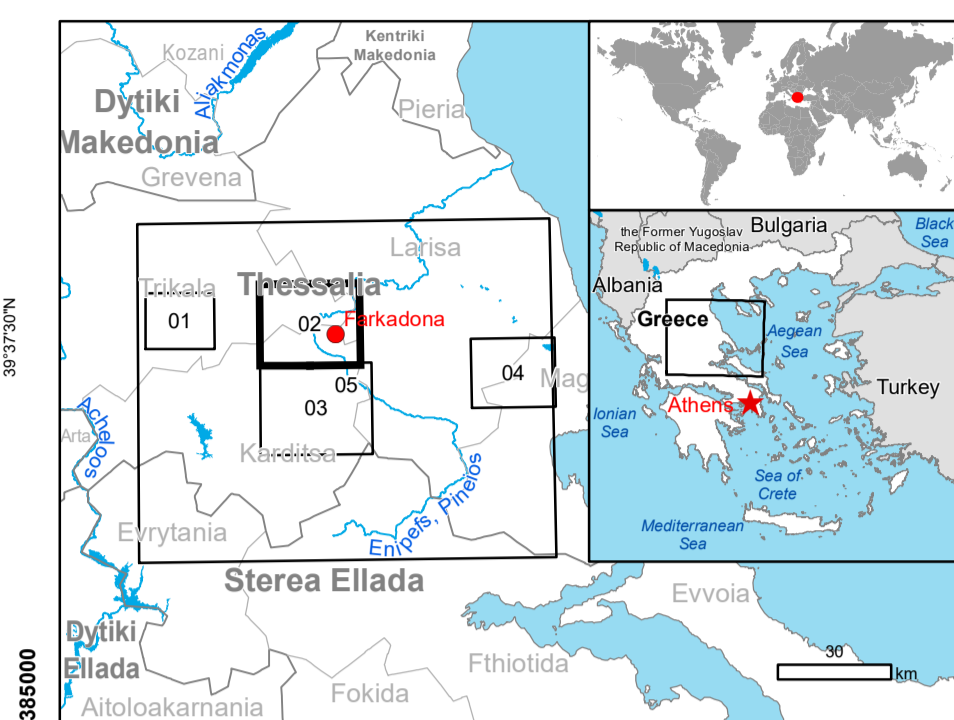 Kozani
Aliakmonas
Kentriki
Makedonia
Dytiki
Makedonia
Pieria
Grevena
Larisa
Trikala
Thessalia
01
02
Farkadona
04
Mag
05
03
Acheloos
Arta
Karditsa
Evrytania
Enipefs, Pineios
Sterea Ellada
Dytiki
Ellada
Evvoia
Fthiotida
Fokida
Aitoloakarnania
30
km
39°37'30"N
385000
the Former Yugoslav
Republic of Macedonia
Bulgaria
Black
Sea
Albania
Greece
Aegean
Sea
Turkey
Athens
Ionian
Sea
Sea of
Crete
Mediterranean
Sea